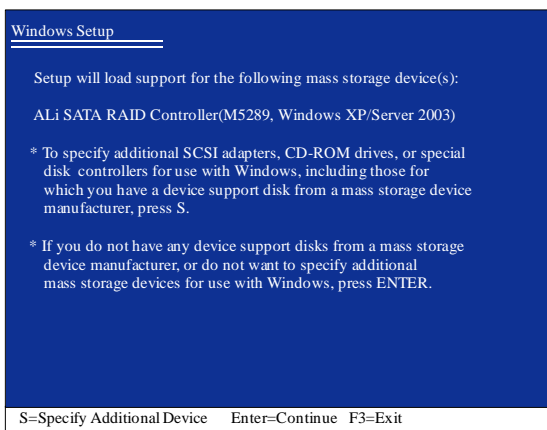 Windows Setup
Setup will load support for the following mass storage device(s):
ALi SATA RAID Controller(M5289, Windows XP/Server 2003)
* To specify additional SCSI adapters, CD-ROM drives, or special
disk controllers for use with Windows, including those for
which you have a device support disk from a mass storage device
manufacturer, press S.
* If you do not have any device support disks from a mass storage
device manufacturer, or do not want to specify additional
mass storage devices for use with Windows, press ENTER.
S=Specify Additional Device Enter=Continue F3=Exit